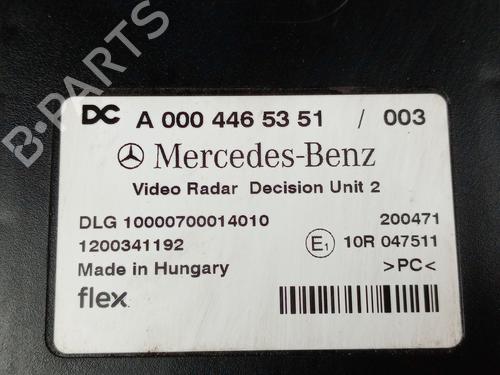 B-PARTS
DC A 000 446 53 51 / 003
Mercedes-Benz
Video Radar Decision Unit 2
DLG 10000700014010 200471
1200341192 E1 10R 047511
Made in Hungary >PC<
flex